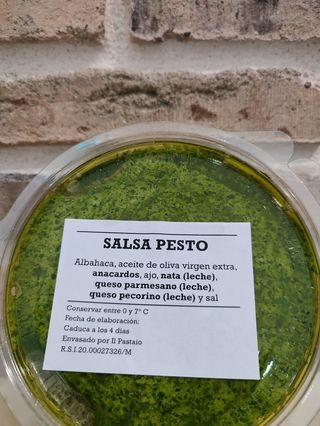 SALSA PESTO
Albahaca, aceite de oliva virgen extra,
anacardos, ajo, nata (leche),
queso parmesano (leche),
queso pecorino (leche) y sal
Conservar entre 0 y 7° C
Fecha de elaboración:
Caduca a los 4 días
Envasado por Il Pastaio
R.S.I.20.00027326/M